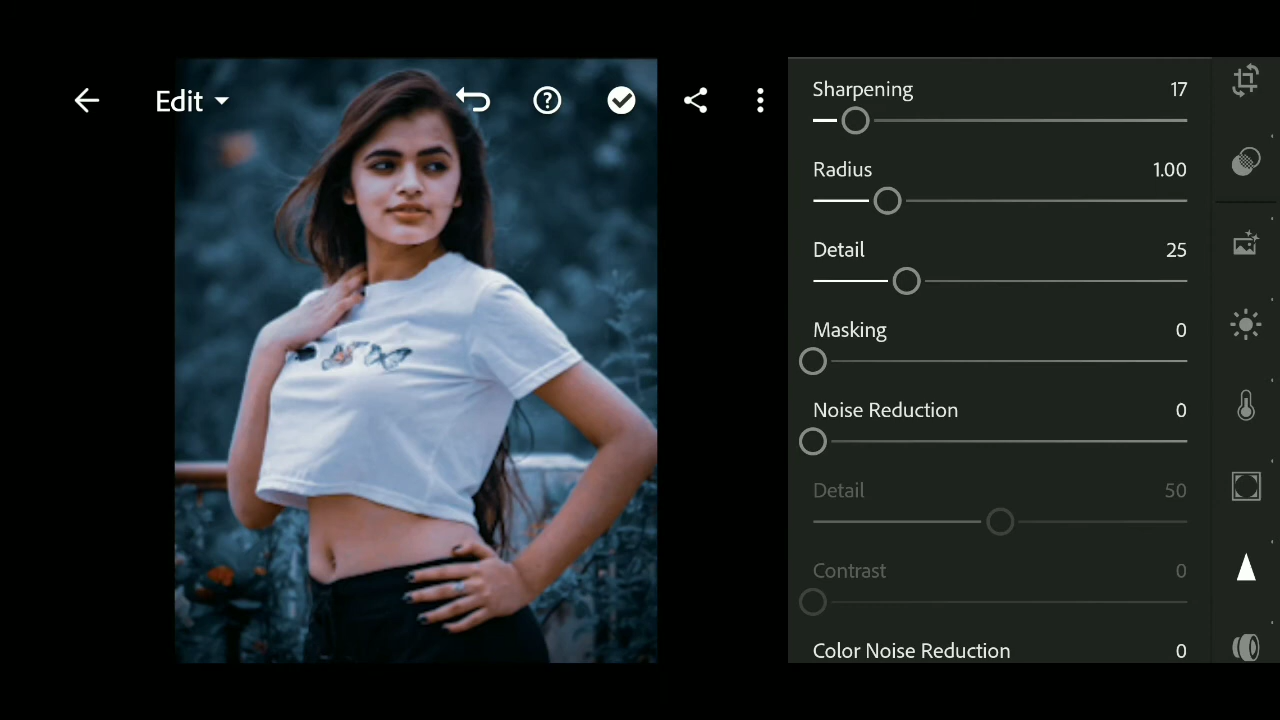 Edit
Sharpening 17
Radius 1.00
Detail 25
Masking 0
Noise Reduction 0
Detail 50
Contrast 0
Color Noise Reduction 0